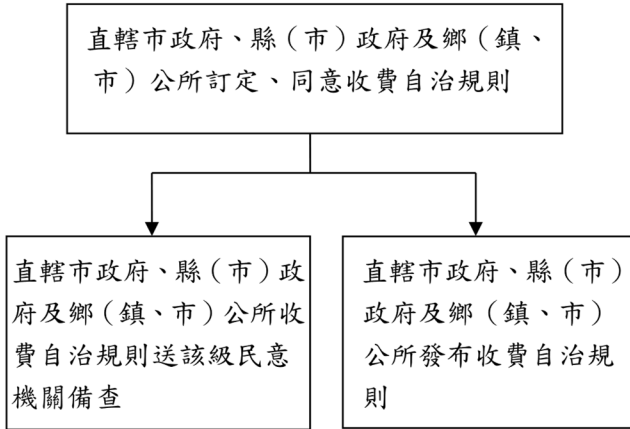 直轄市政府、縣（市）政府及鄉（鎮、
市）公所訂定、同意收費自治規則
直轄市政府、縣（市）政
府及鄉（鎮、市）公所收
費自治規則送該級民意
機關備查
直轄市政府、縣（市）
政府及鄉（鎮、市）
公所發布收費自治規
則